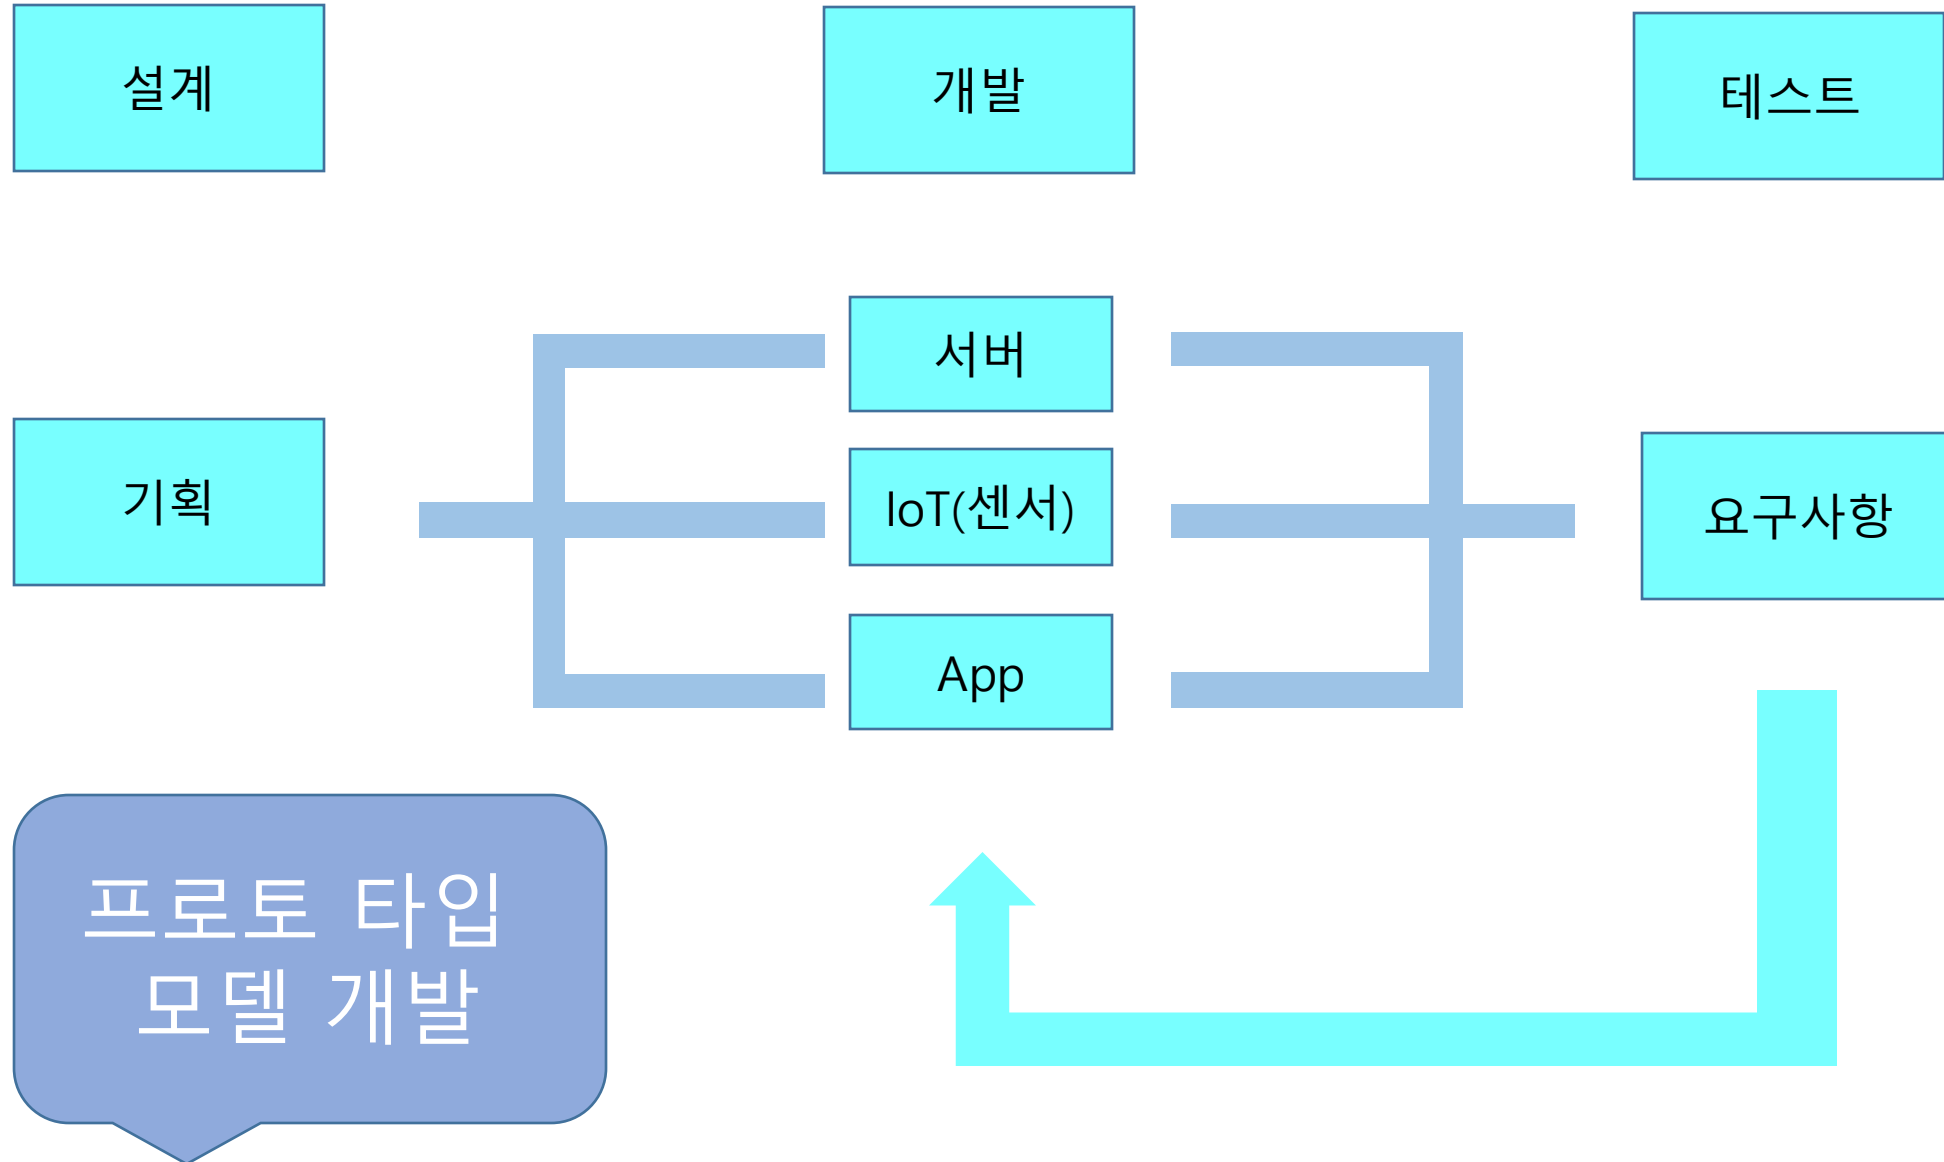 설계
개발
테스트
서버
기획
IoT(센서)
요구사항
App
프로토 타입
모델 개발